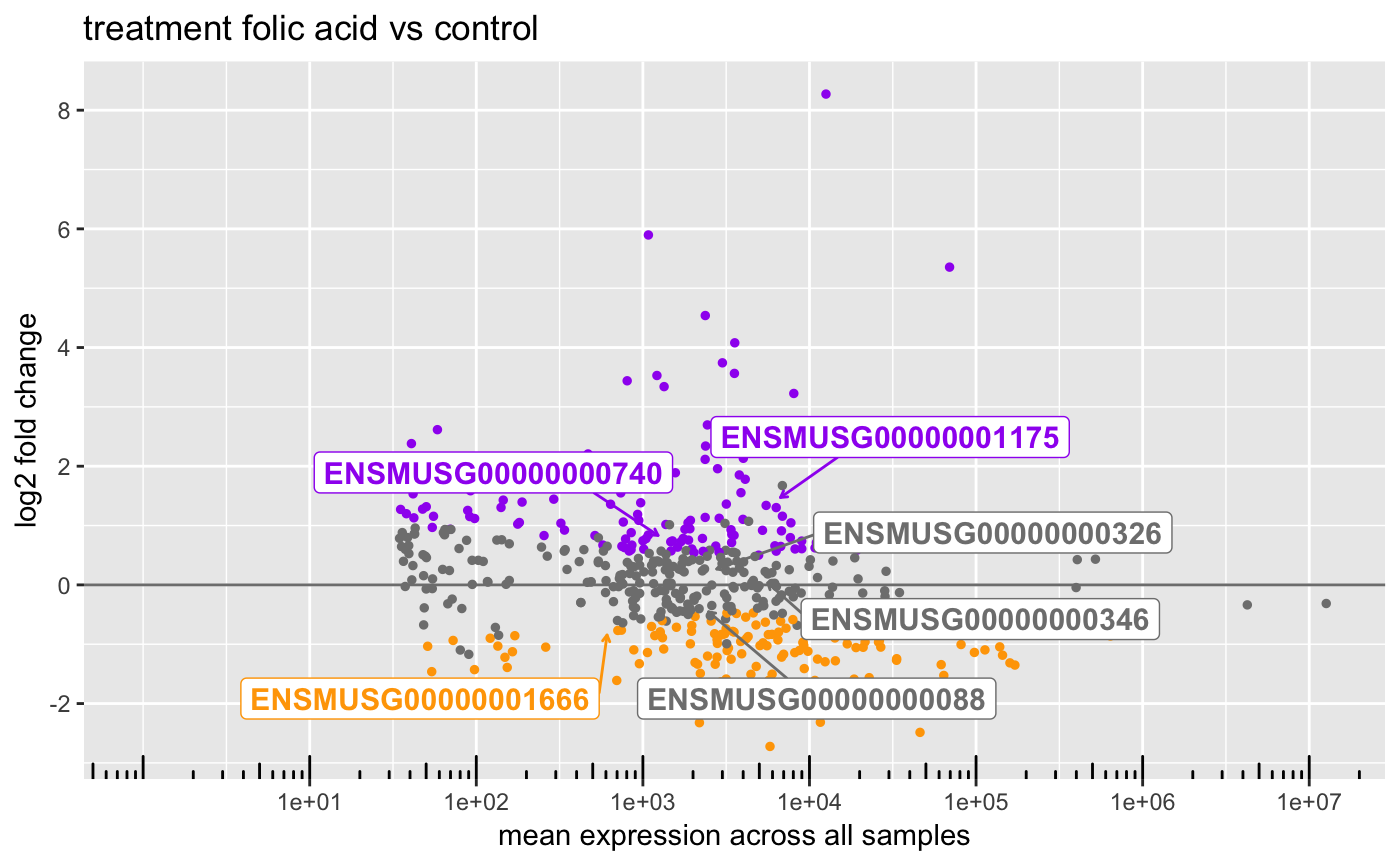 treatment folic acid vs control
log2 fold change
8
6
4
2
0
-2
ENSMUSG00000001175
ENSMUSG00000000740
ENSMUSG00000000326
ENSMUSG00000000346
ENSMUSG00000001666
ENSMUSG00000000088
1e+01
1e+02
1e+03
1e+04
1e+05
1e+06
1e+07
mean expression across all samples